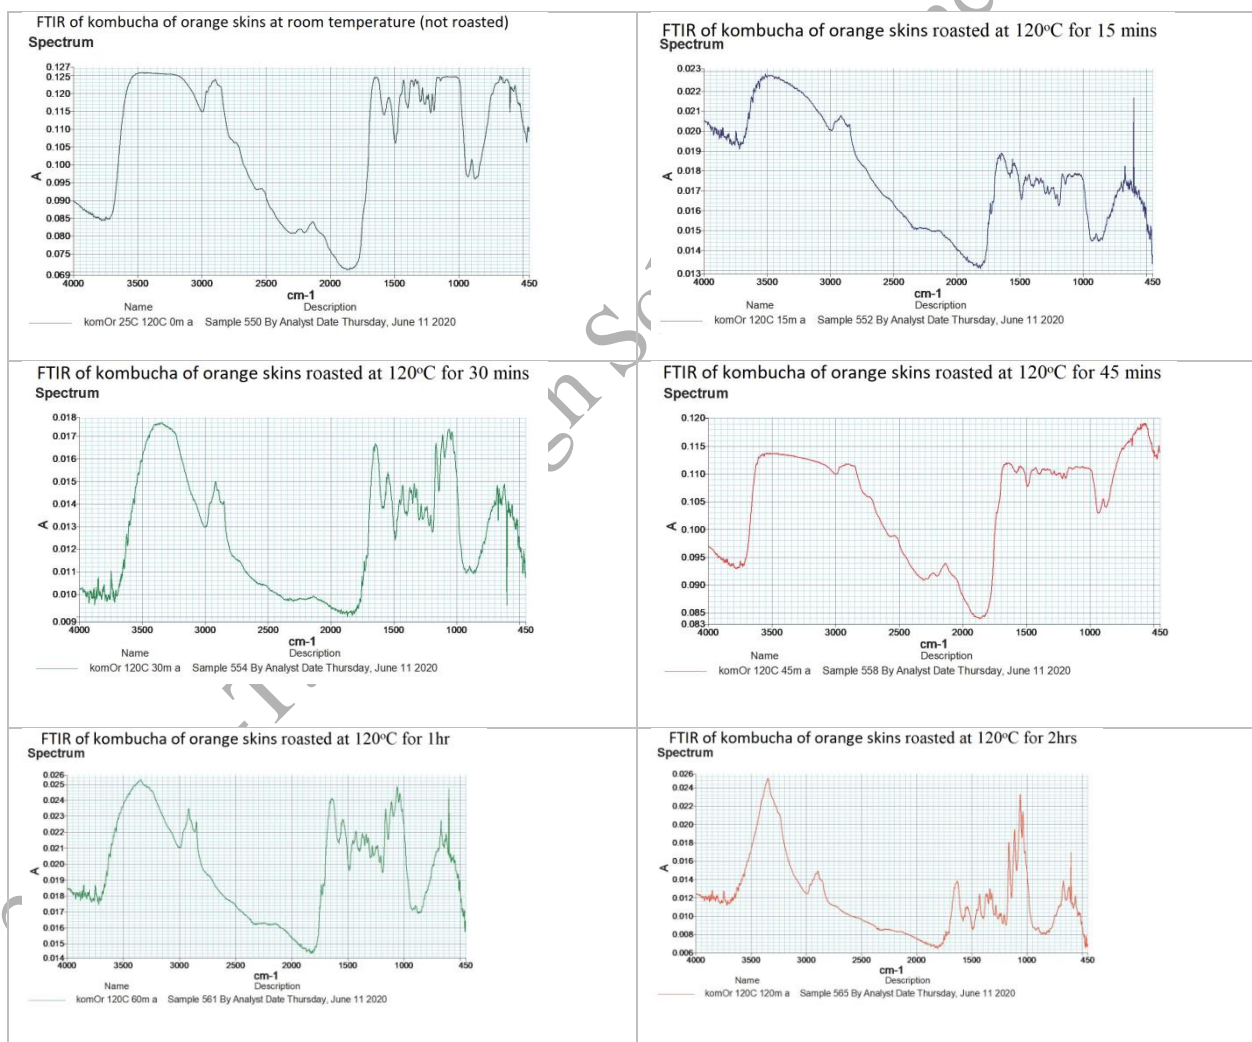 FTIR of kombucha of orange skins at room temperature (not roasted)
Spectrum
0.127
0.125
0.120
0.115
0.110
0.105
0.100
0.095
0.090
0.085
0.080
0.075
0.069
A
4000 3500 3000 2500 2000 1500 1000 450
cm-1
Name Description
komOr 25C 120C 0m a Sample 550 By Analyst Date Thursday, June 11 2020
FTIR of kombucha of orange skins roasted at 120ºC for 15 mins
Spectrum
0.023
0.022
0.021
0.020
0.019
0.018
0.017
0.016
0.015
0.014
0.013
A
4000 3500 3000 2500 2000 1500 1000 450
cm-1
Name Description
komOr 120C 15m a Sample 552 By Analyst Date Thursday, June 11 2020
FTIR of kombucha of orange skins roasted at 120ºC for 30 mins
Spectrum
0.018
0.017
0.016
0.015
0.014
0.013
0.012
0.011
0.010
0.009
A
4000 3500 3000 2500 2000 1500 1000 450
cm-1
Name Description
komOr 120C 30m a Sample 554 By Analyst Date Thursday, June 11 2020
FTIR of kombucha of orange skins roasted at 120ºC for 45 mins
Spectrum
0.120
0.115
0.110
0.105
0.100
0.095
0.090
0.085
0.083
A
4000 3500 3000 2500 2000 1500 1000 450
cm-1
Name Description
komOr 120C 45m a Sample 558 By Analyst Date Thursday, June 11 2020
FTIR of kombucha of orange skins roasted at 120ºC for 1hr
Spectrum
0.026
0.025
0.024
0.023
0.022
0.021
0.020
0.019
0.018
0.017
0.016
0.015
0.014
A
4000 3500 3000 2500 2000 1500 1000 450
cm-1
Name Description
komOr 120C 60m a Sample 561 By Analyst Date Thursday, June 11 2020
FTIR of kombucha of orange skins roasted at 120ºC for 2hrs
Spectrum
0.026
0.024
0.022
0.020
0.018
0.016
0.014
0.012
0.010
0.008
0.006
A
4000 3500 3000 2500 2000 1500 1000 450
cm-1
Name Description
komOr 120C 120m a Sample 565 By Analyst Date Thursday, June 11 2020